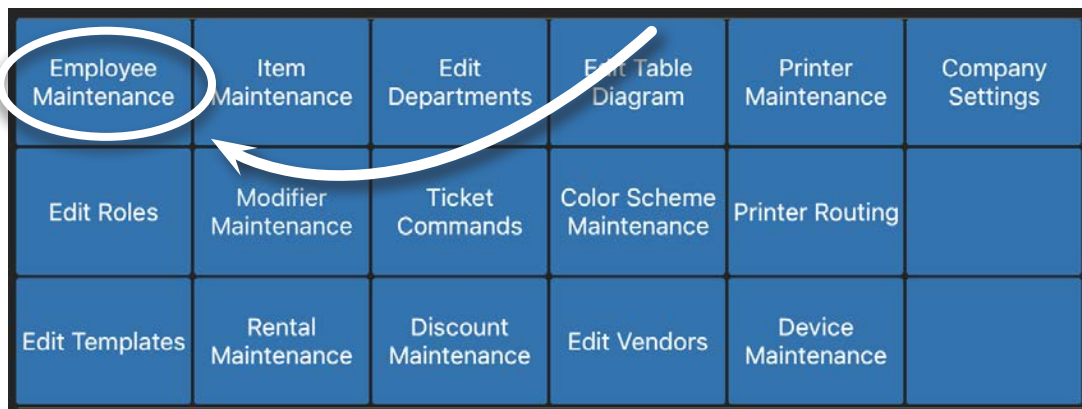 Employee
Maintenance
Item
Maintenance
Edit
Departments
Edit Table
Diagram
Printer
Maintenance
Company
Settings
Edit Roles
Modifier
Maintenance
Ticket
Commands
Color Scheme
Maintenance
Printer Routing
Edit Templates
Rental
Maintenance
Discount
Maintenance
Edit Vendors
Device
Maintenance